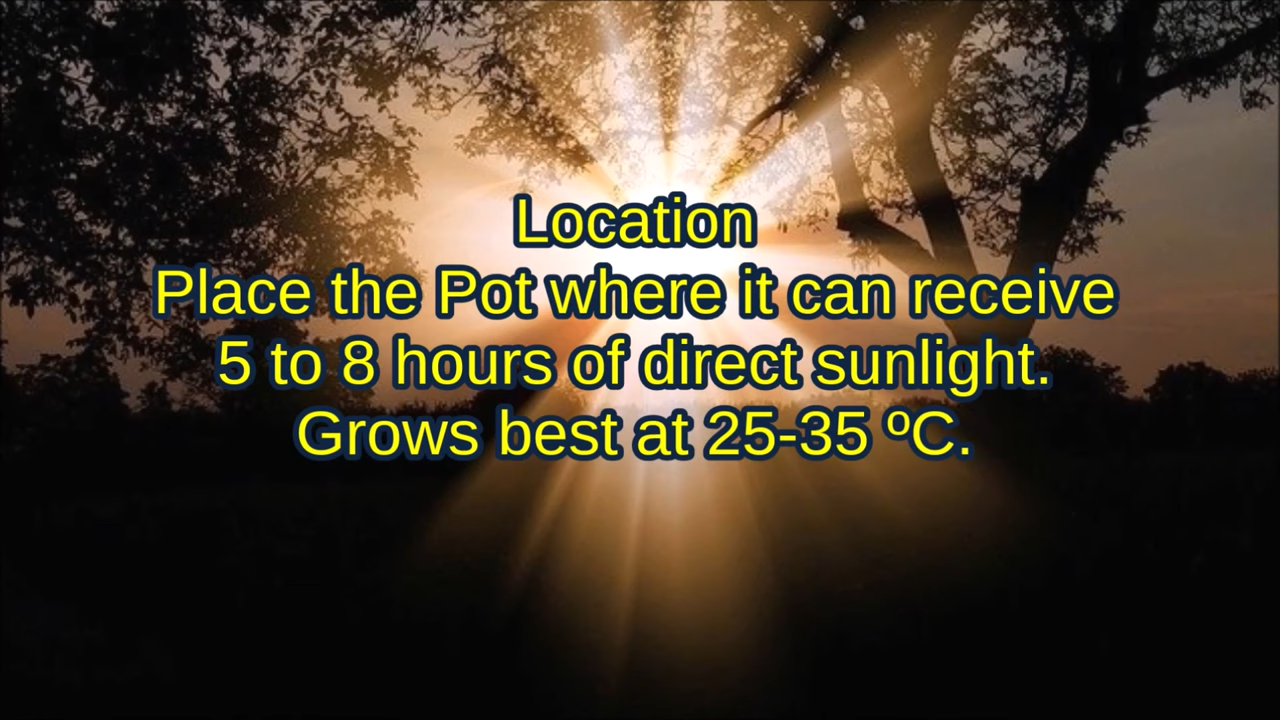 Location
Place the Pot where it can receive
5 to 8 hours of direct sunlight.
Grows best at 25-35 ºC.